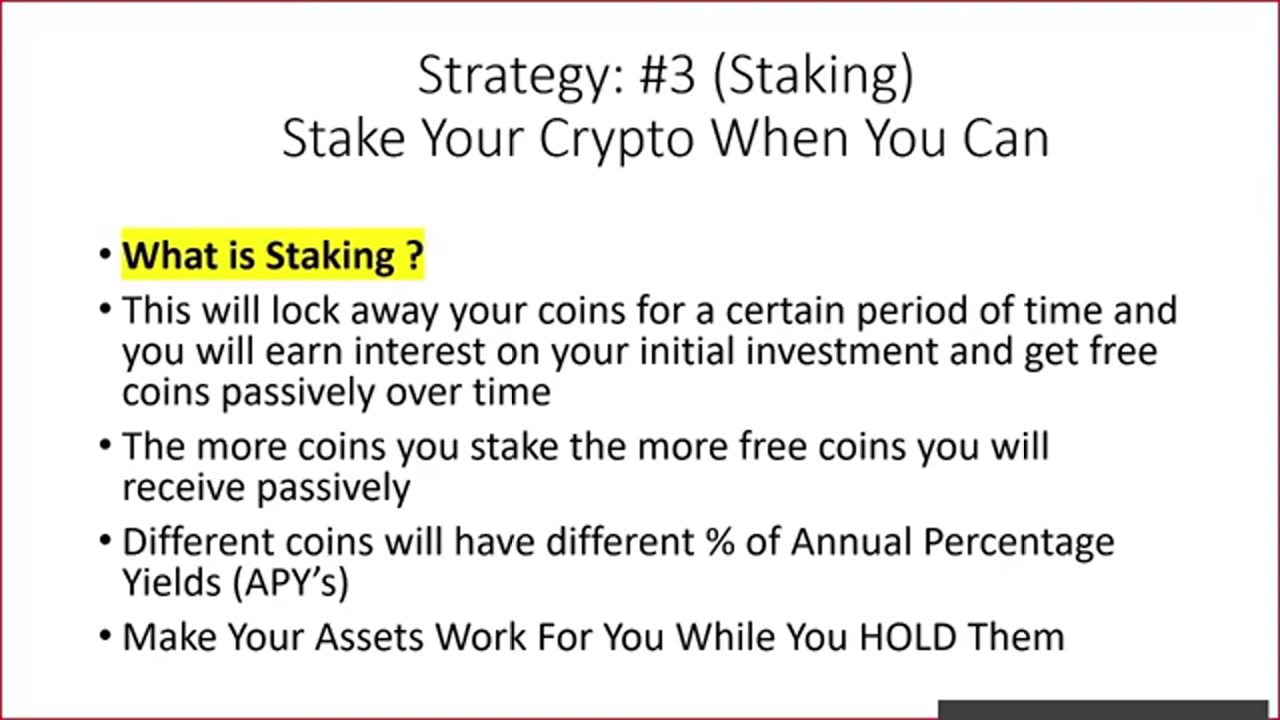 Strategy: #3 (Staking)
Stake Your Crypto When You Can
• What is Staking ?
• This will lock away your coins for a certain period of time and
you will earn interest on your initial investment and get free
coins passively over time
• The more coins you stake the more free coins you will
receive passively
• Different coins will have different % of Annual Percentage
Yields (APY’s)
• Make Your Assets Work For You While You HOLD Them